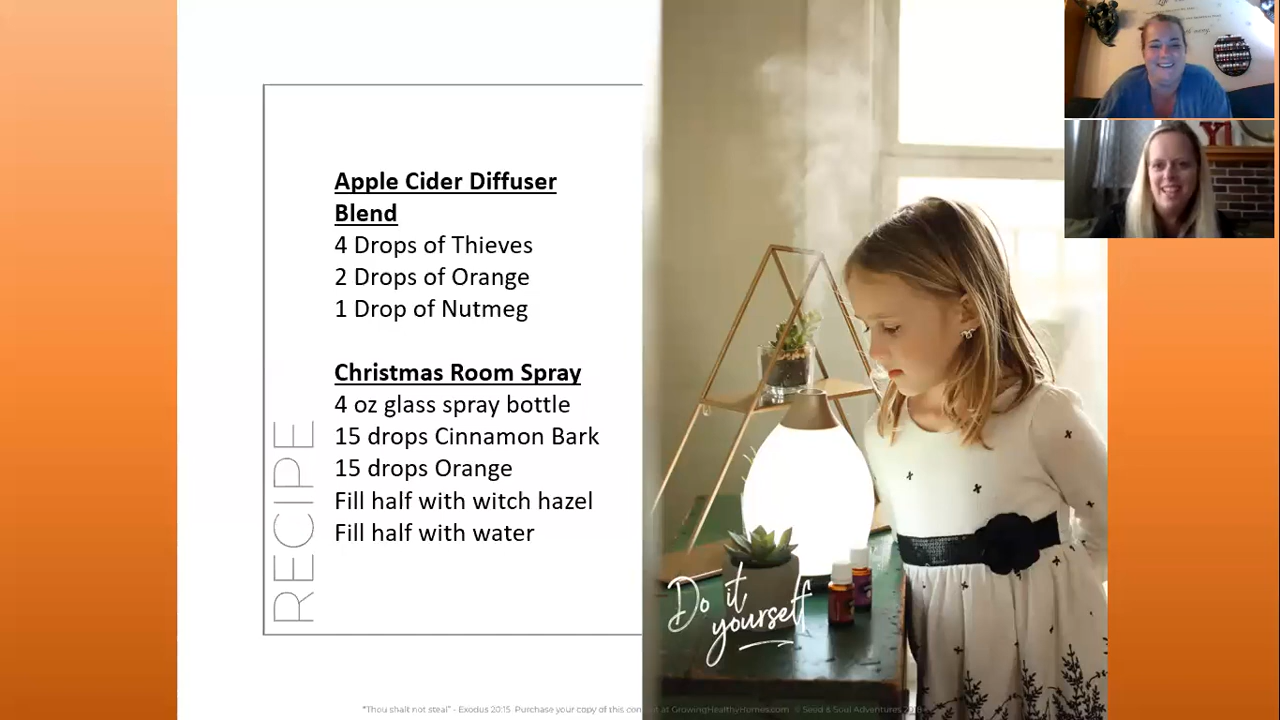 Apple Cider Diffuser
Blend
4 Drops of Thieves
2 Drops of Orange
1 Drop of Nutmeg
Christmas Room Spray
4 oz glass spray bottle
15 drops Cinnamon Bark
15 drops Orange
Fill half with witch hazel
Fill half with water
RECIPE
Do it
yourself
"Thou shalt not steal" - Exodus 20:15 Purchase your copy of this at GrowingHealthyHomes.com © Seed & Soul Adventures